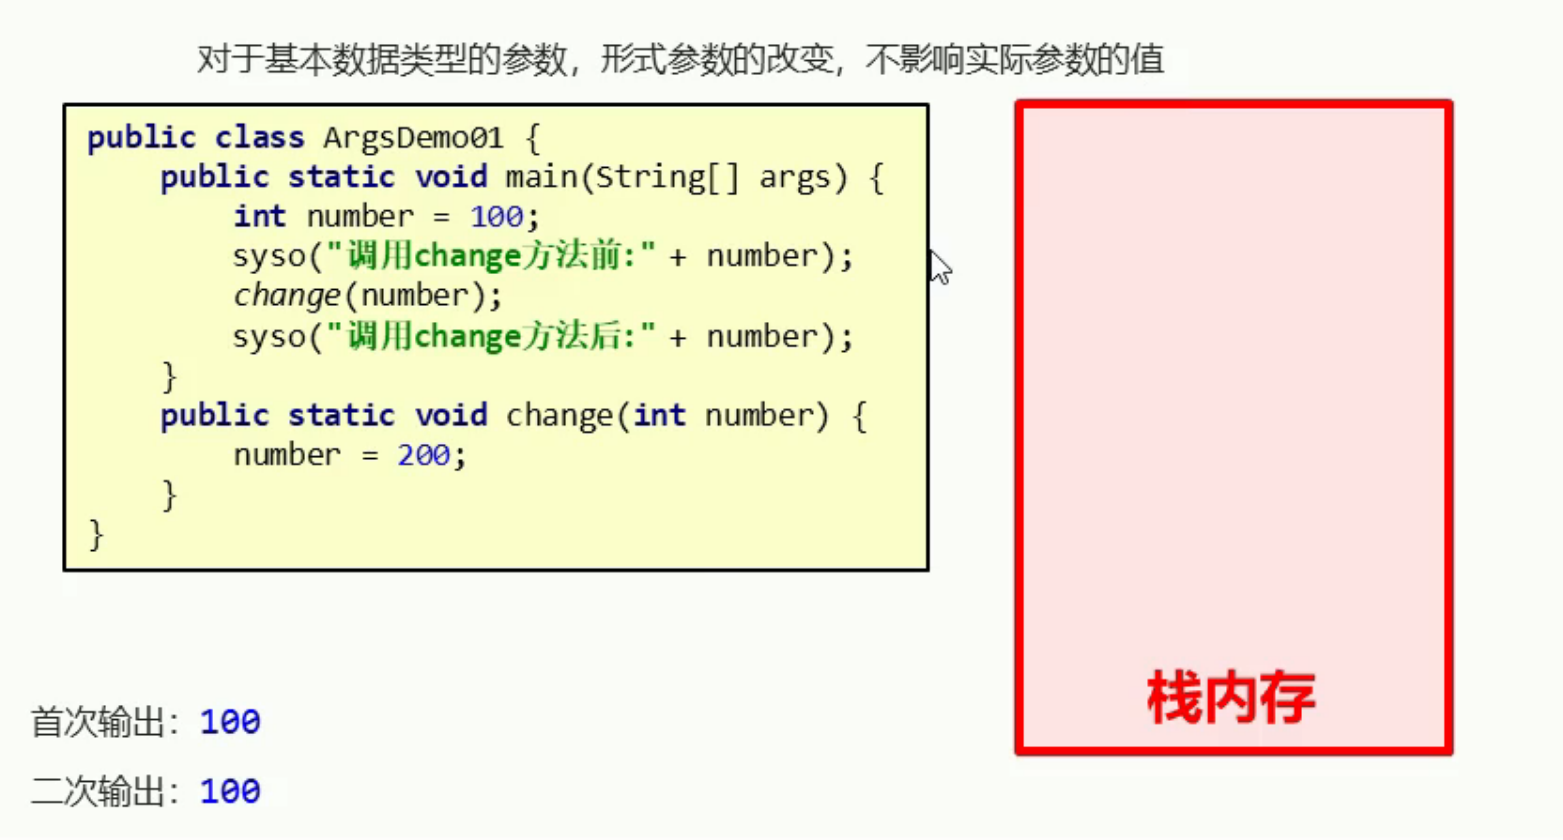 对于基本数据类型的参数，形式参数的改变，不影响实际参数的值
public class ArgsDemo01 {
    public static void main(String[] args) {
        int number = 100;
        syso("调用change方法前:" + number);
        change(number);
        syso("调用change方法后:" + number);
    }
    public static void change(int number) {
        number = 200;
    }
}
栈内存
首次输出：100
二次输出：100